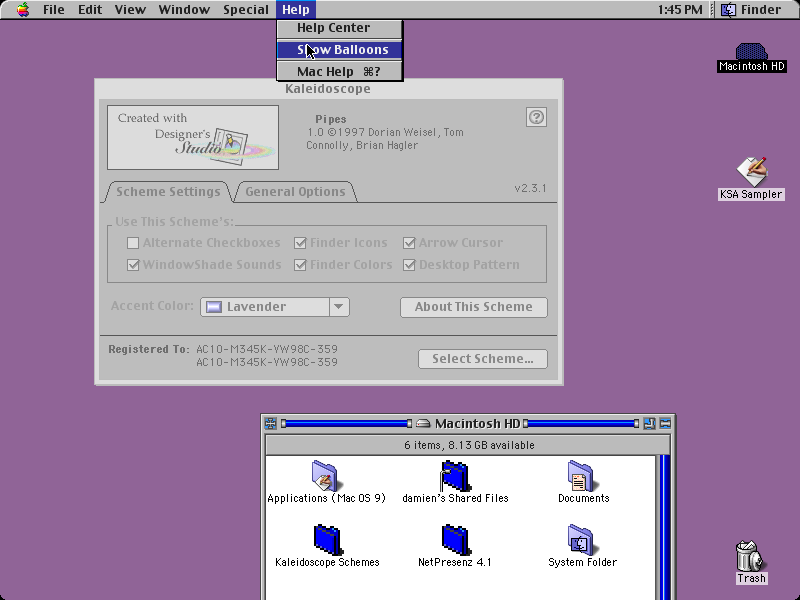 File Edit View Window Special Help 1:45 PM Finder
Help Center
Show Balloons
Mac Help ⌘?
Macintosh HD
Kaleidoscope
Created with
Designer's
Studio
Pipes
1.0 ©1997 Dorian Weisel, Tom
Connolly, Brian Hagler
?
v2.3.1
Scheme Settings General Options
KSA Sampler
Use This Scheme's:
Alternate Checkboxes Finder Icons Arrow Cursor
WindowShade Sounds Finder Colors Desktop Pattern
Accent Color: Lavender About This Scheme
Registered To: AC10-M345K-VW98C-359
AC10-M345K-VW98C-359
Select Scheme...
Macintosh HD
6 items, 8.13 GB available
Applications (Mac OS 9) damien's Shared Files Documents
Kaleidoscope Schemes NetPresenz 4.1 System Folder
Trash